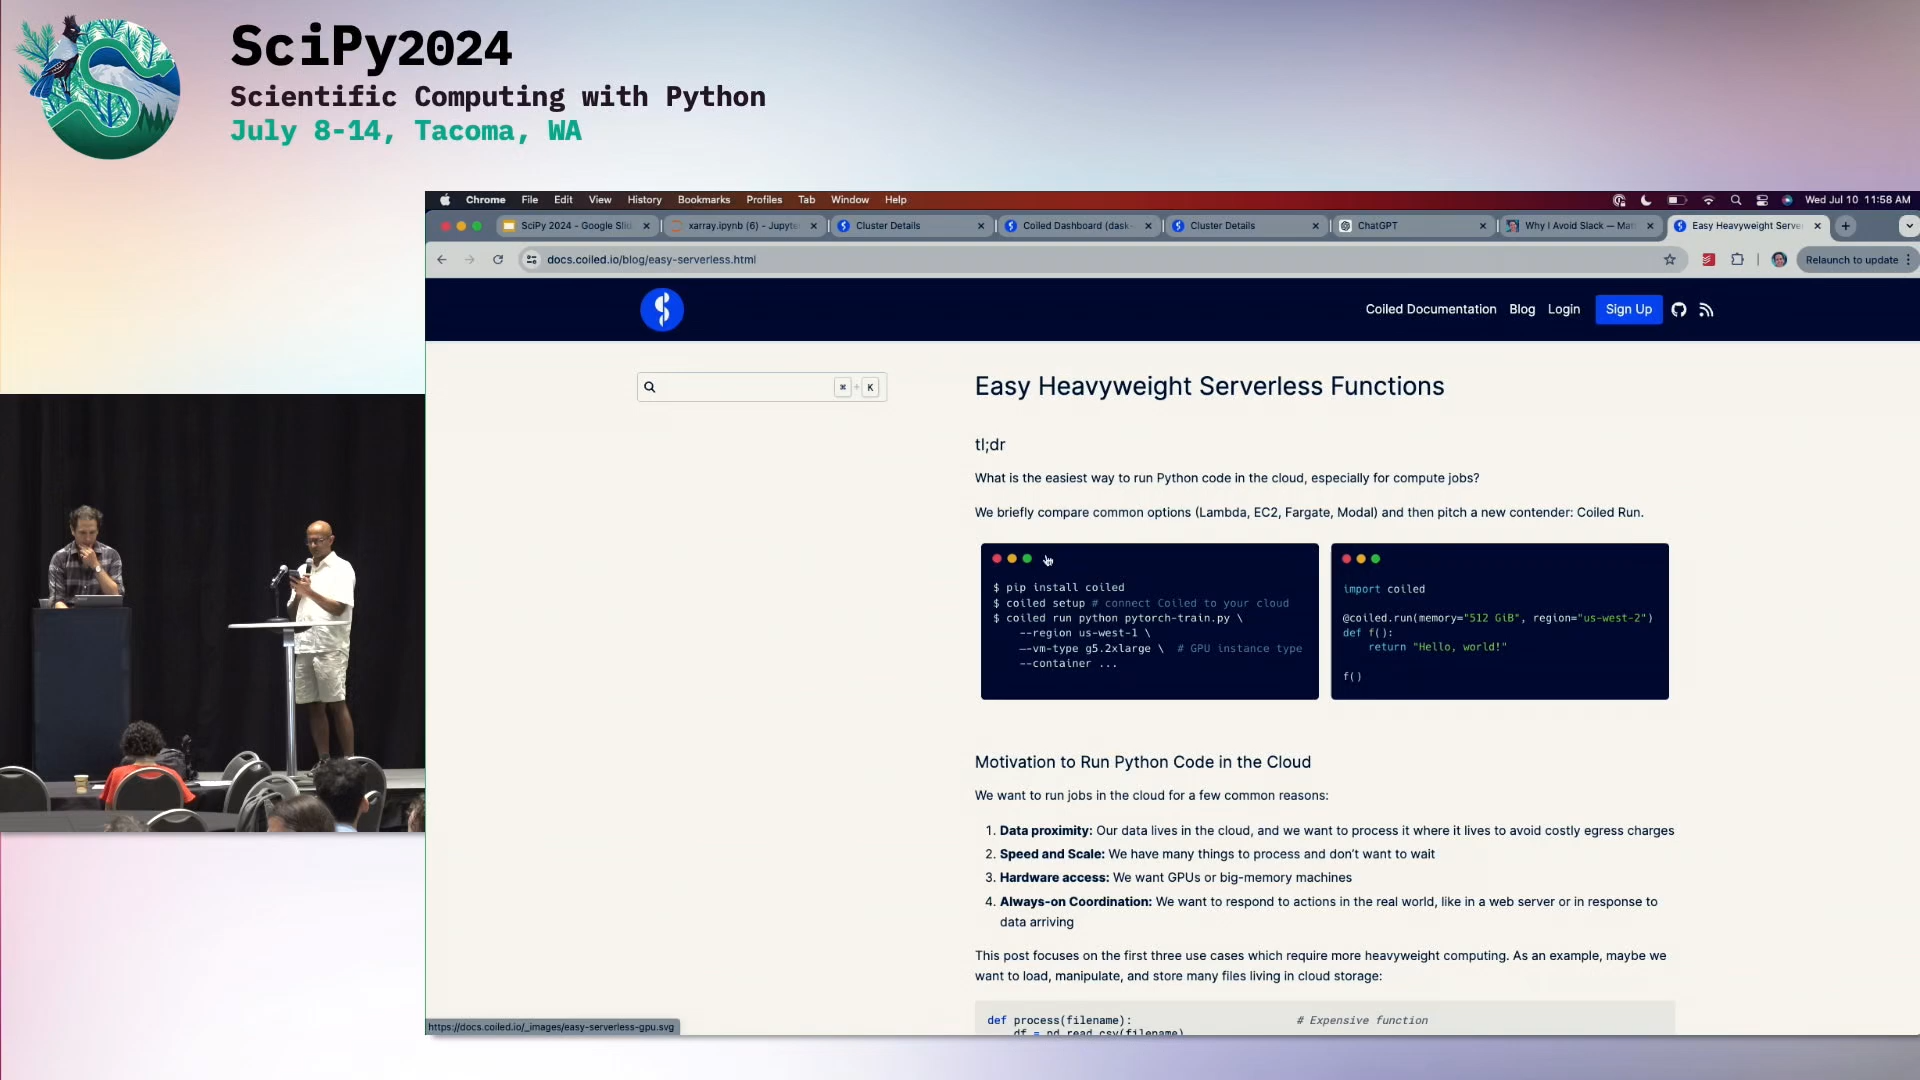 SciPy2024
Scientific Computing with Python
July 8-14, Tacoma, WA
Chrome File Edit View History Bookmarks Profiles Tab Window Help Wed Jul 10 11:58 AM
SciPy 2024 - Google Slid xarray.ipynb (6) - Jupyte Cluster Details Coiled Dashboard (dask- Cluster Details ChatGPT Why I Avoid Slack — Mat Easy Heavyweight Server
docs.coiled.io/blog/easy-serverless.html Relaunch to update
Coiled Documentation Blog Login Sign Up
⌘ + K
Easy Heavyweight Serverless Functions
tl;dr
What is the easiest way to run Python code in the cloud, especially for compute jobs?
We briefly compare common options (Lambda, EC2, Fargate, Modal) and then pitch a new contender: Coiled Run.
$ pip install coiled
$ coiled setup # connect Coiled to your cloud
$ coiled run python pytorch-train.py \
--region us-west-1 \
--vm-type g5.2xlarge \ # GPU instance type
--container ...
import coiled
@coiled.run(memory="512 GiB", region="us-west-2")
def f():
return "Hello, world!"
f()
Motivation to Run Python Code in the Cloud
We want to run jobs in the cloud for a few common reasons:
1. Data proximity: Our data lives in the cloud, and we want to process it where it lives to avoid costly egress charges
2. Speed and Scale: We have many things to process and don't want to wait
3. Hardware access: We want GPUs or big-memory machines
4. Always-on Coordination: We want to respond to actions in the real world, like in a web server or in response to
data arriving
This post focuses on the first three use cases which require more heavyweight computing. As an example, maybe we
want to load, manipulate, and store many files living in cloud storage:
def process(filename): # Expensive function
df = pd.read_csv(filename)
https://docs.coiled.io/_images/easy-serverless-gpu.svg